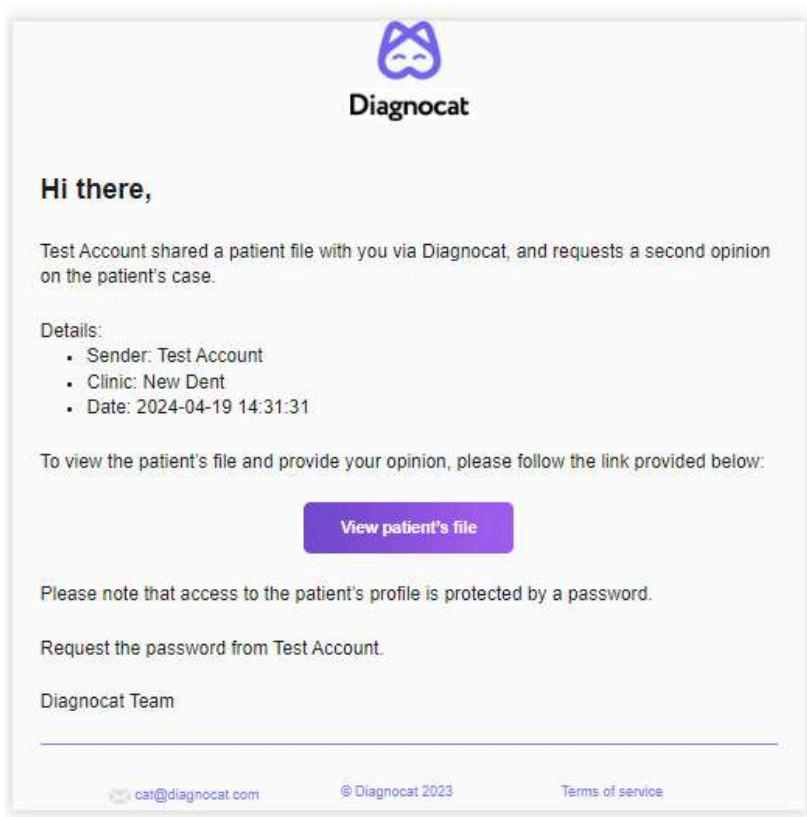 Diagnocat
Hi there,
Test Account shared a patient file with you via Diagnocat, and requests a second opinion
on the patient's case.
Details:
• Sender: Test Account
• Clinic: New Dent
• Date: 2024-04-19 14:31:31
To view the patient's file and provide your opinion, please follow the link provided below:
View patient's file
Please note that access to the patient's profile is protected by a password.
Request the password from Test Account.
Diagnocat Team
cat@diagnocat.com © Diagnocat 2023 Terms of service